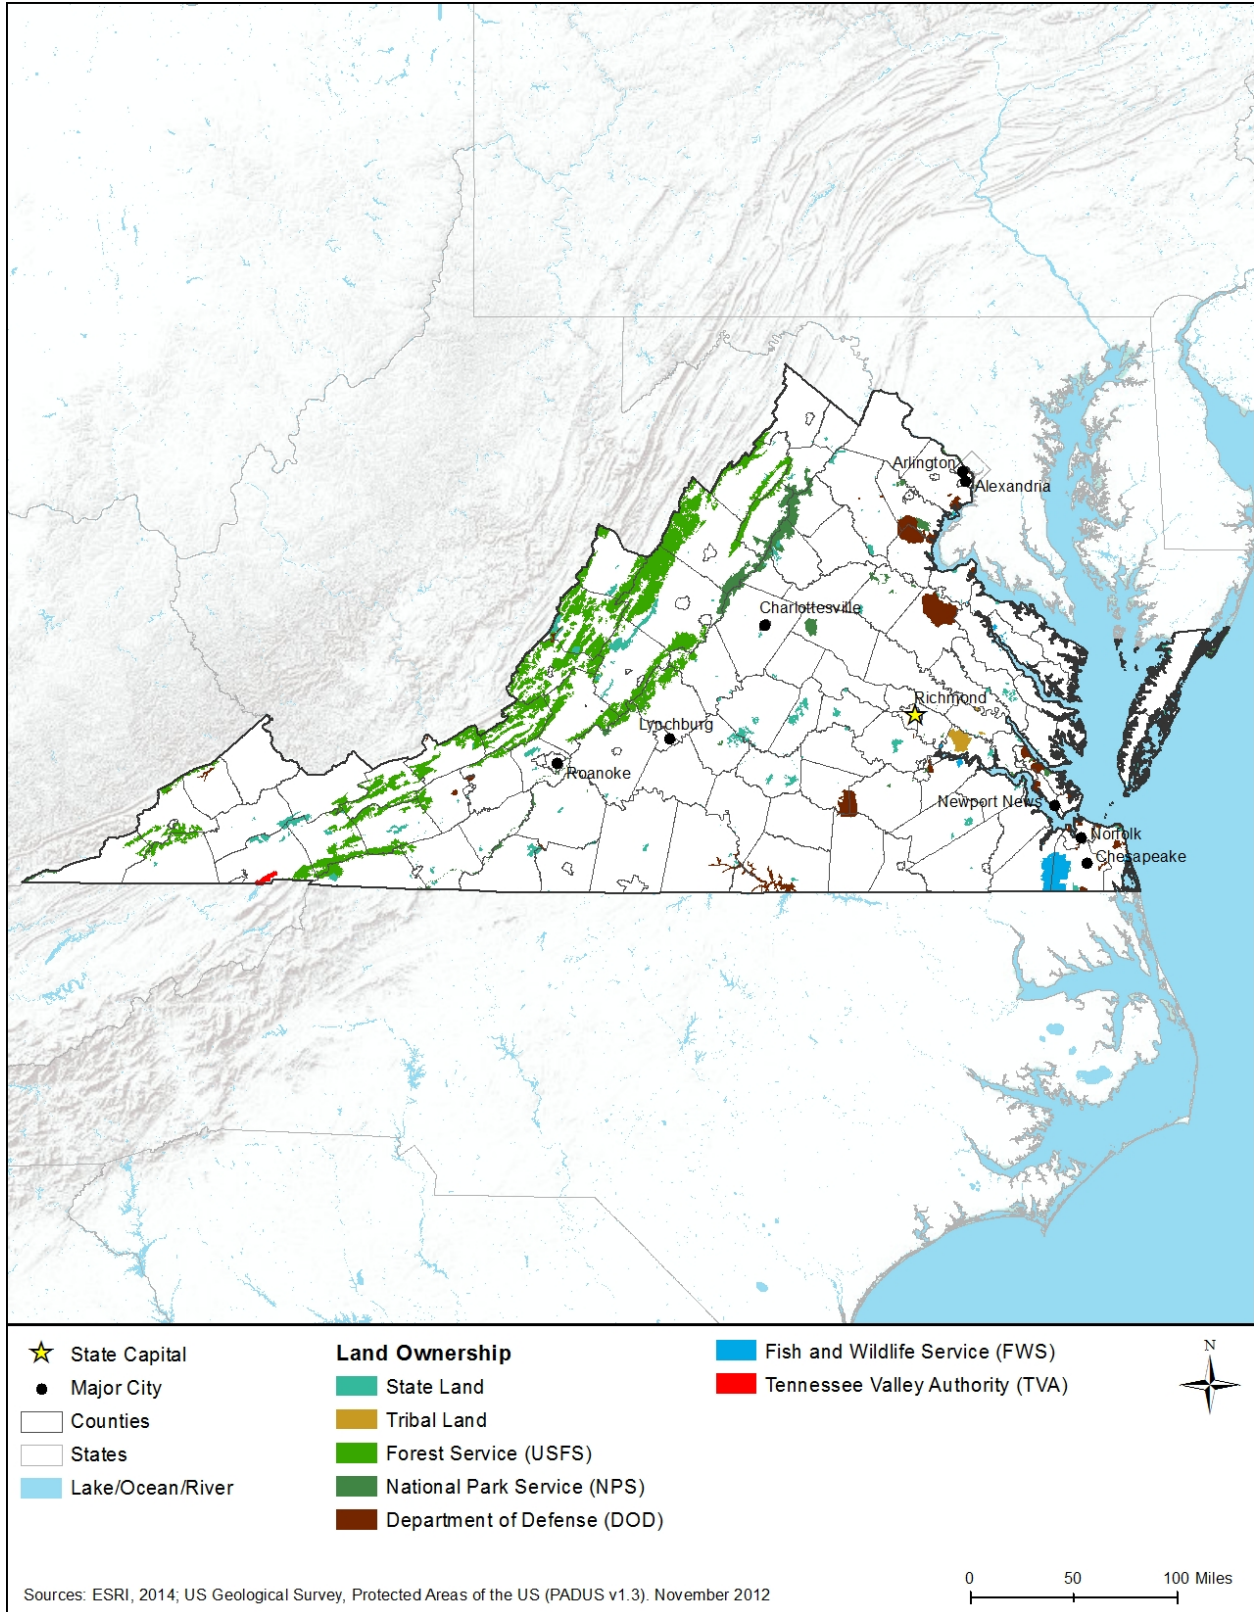 Arlington
Alexandria
Charlottesville
Richmond
Lynchburg
Roanoke
Newport News
Norfolk
Chesapeake
State Capital
Major City
Counties
States
Lake/Ocean/River
Land Ownership
State Land
Tribal Land
Forest Service (USFS)
National Park Service (NPS)
Department of Defense (DOD)
Fish and Wildlife Service (FWS)
Tennessee Valley Authority (TVA)
N
0 50 100 Miles
Sources: ESRI, 2014; US Geological Survey, Protected Areas of the US (PADUS v1.3). November 2012